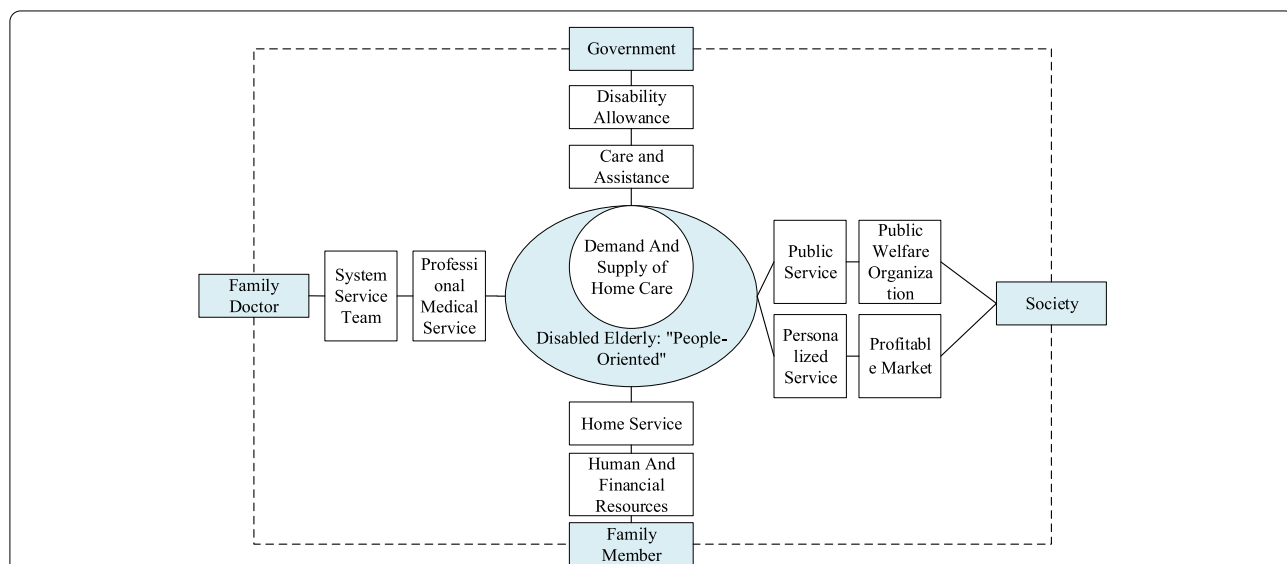 Government
Disability
Allowance
Care and
Assistance
Demand And
Supply of
Home Care
Disabled Elderly: "People-
Oriented"
Family
Doctor
System
Service
Team
Professi
onal
Medical
Service
Public
Service
Public
Welfare
Organiza
tion
Society
Persona
lized
Service
Profitabl
e Market
Home Service
Human And
Financial
Resources
Family
Member